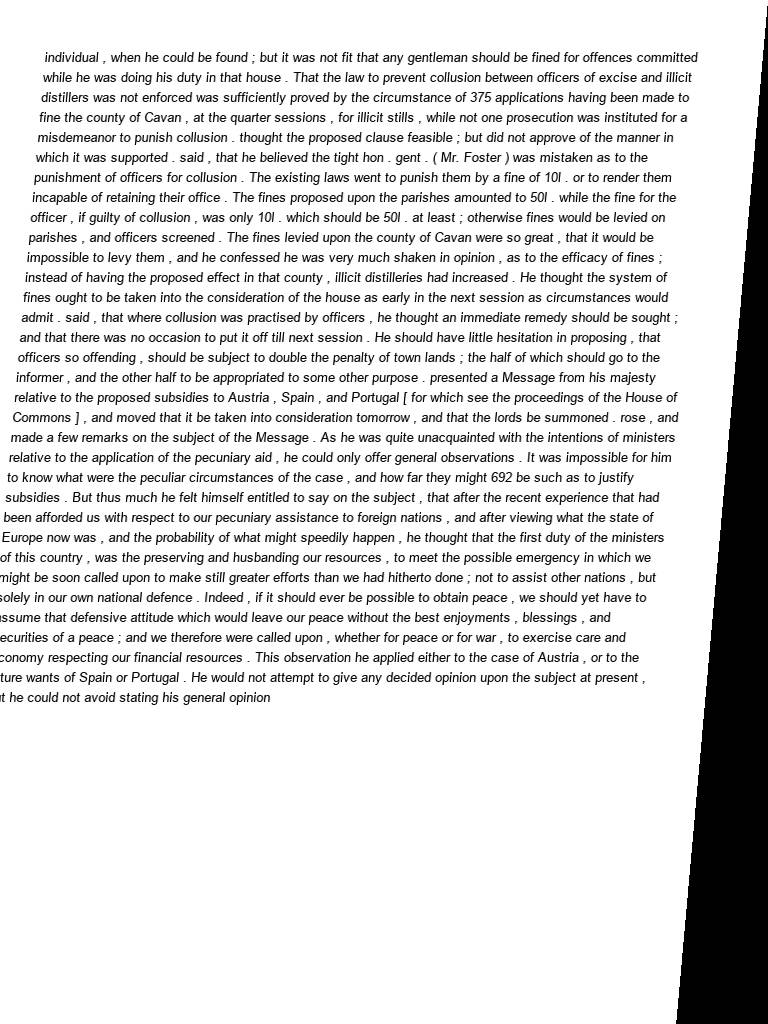 individual , when he could be found ; but it was not fit that any gentleman should be fined for offences committed
while he was doing his duty in that house . That the law to prevent collusion between officers of excise and illicit
distillers was not enforced was sufficiently proved by the circumstance of 375 applications having been made to
fine the county of Cavan , at the quarter sessions , for illicit stills , while not one prosecution was instituted for a
misdemeanor to punish collusion . thought the proposed clause feasible ; but did not approve of the manner in
which it was supported . said , that he believed the tight hon . gent . ( Mr. Foster ) was mistaken as to the
punishment of officers for collusion . The existing laws went to punish them by a fine of 10l . or to render them
incapable of retaining their office . The fines proposed upon the parishes amounted to 50l . while the fine for the
officer , if guilty of collusion , was only 10l . which should be 50l . at least ; otherwise fines would be levied on
parishes , and officers screened . The fines levied upon the county of Cavan were so great , that it would be
impossible to levy them , and he confessed he was very much shaken in opinion , as to the efficacy of fines ;
instead of having the proposed effect in that county , illicit distilleries had increased . He thought the system of
fines ought to be taken into the consideration of the house as early in the next session as circumstances would
admit . said , that where collusion was practised by officers , he thought an immediate remedy should be sought ;
and that there was no occasion to put it off till next session . He should have little hesitation in proposing , that
officers so offending , should be subject to double the penalty of town lands ; the half of which should go to the
informer , and the other half to be appropriated to some other purpose . presented a Message from his majesty
relative to the proposed subsidies to Austria , Spain , and Portugal [ for which see the proceedings of the House of
Commons ] , and moved that it be taken into consideration tomorrow , and that the lords be summoned . rose , and
made a few remarks on the subject of the Message . As he was quite unacquainted with the intentions of ministers
relative to the application of the pecuniary aid , he could only offer general observations . It was impossible for him
to know what were the peculiar circumstances of the case , and how far they might 692 be such as to justify
subsidies . But thus much he felt himself entitled to say on the subject , that after the recent experience that had
been afforded us with respect to our pecuniary assistance to foreign nations , and after viewing what the state of
Europe now was , and the probability of what might speedily happen , he thought that the first duty of the ministers
of this country , was the preserving and husbanding our resources , to meet the possible emergency in which we
might be soon called upon to make still greater efforts than we had hitherto done ; not to assist other nations , but
solely in our own national defence . Indeed , if it should ever be possible to obtain peace , we should yet have to
assume that defensive attitude which would leave our peace without the best enjoyments , blessings , and
ecurities of a peace ; and we therefore were called upon , whether for peace or for war , to exercise care and
conomy respecting our financial resources . This observation he applied either to the case of Austria , or to the
ture wants of Spain or Portugal . He would not attempt to give any decided opinion upon the subject at present ,
t he could not avoid stating his general opinion